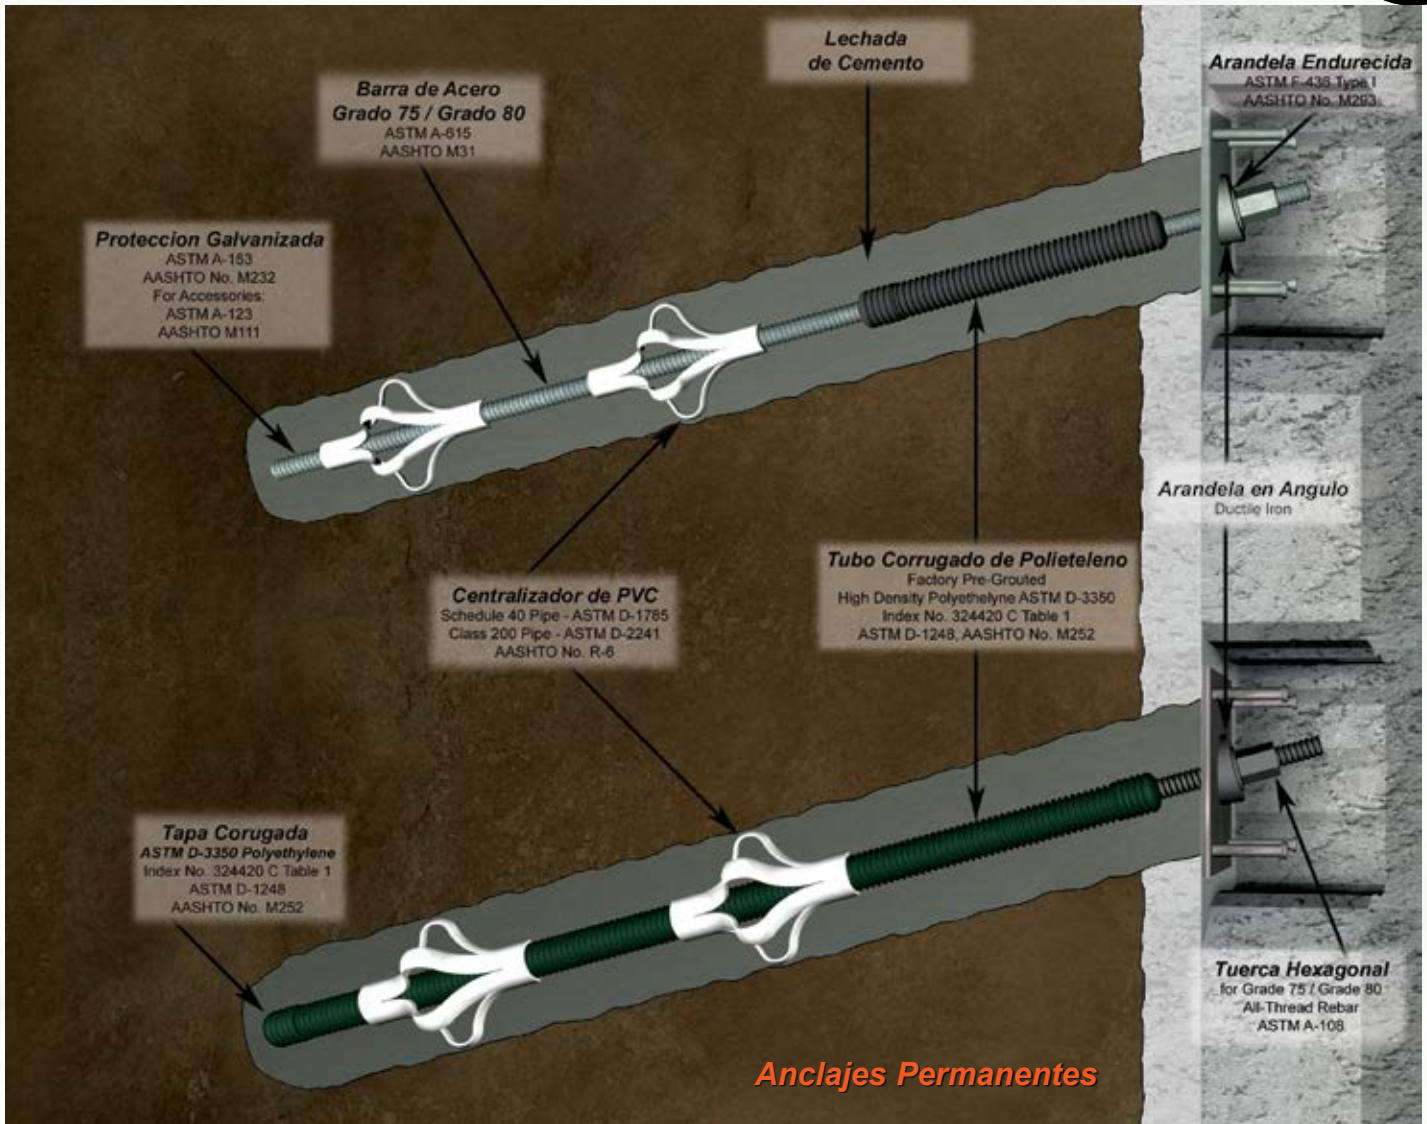 Lechada
de Cemento
Arandela Endurecida
ASTM F-436 Type I
AASHTO No. M293
Barra de Acero
Grado 75 / Grado 80
ASTM A-615
AASHTO M31
Proteccion Galvanizada
ASTM A-153
AASHTO No. M232
For Accessories:
ASTM A-123
AASHTO M111
Arandela en Angulo
Ductile Iron
Centralizador de PVC
Schedule 40 Pipe - ASTM D-1785
Class 200 Pipe - ASTM D-2241
AASHTO No. R-6
Tubo Corrugado de Polieteleno
Factory Pre-Grouted
High Density Polyethelyne ASTM D-3350
Index No. 324420 C Table 1
ASTM D-1248, AASHTO No. M252
Tapa Corugada
ASTM D-3350 Polyethylene
Index No. 324420 C Table 1
ASTM D-1248
AASHTO No. M252
Tuerca Hexagonal
for Grade 75 / Grade 80
All-Thread Rebar
ASTM A-108
Anclajes Permanentes